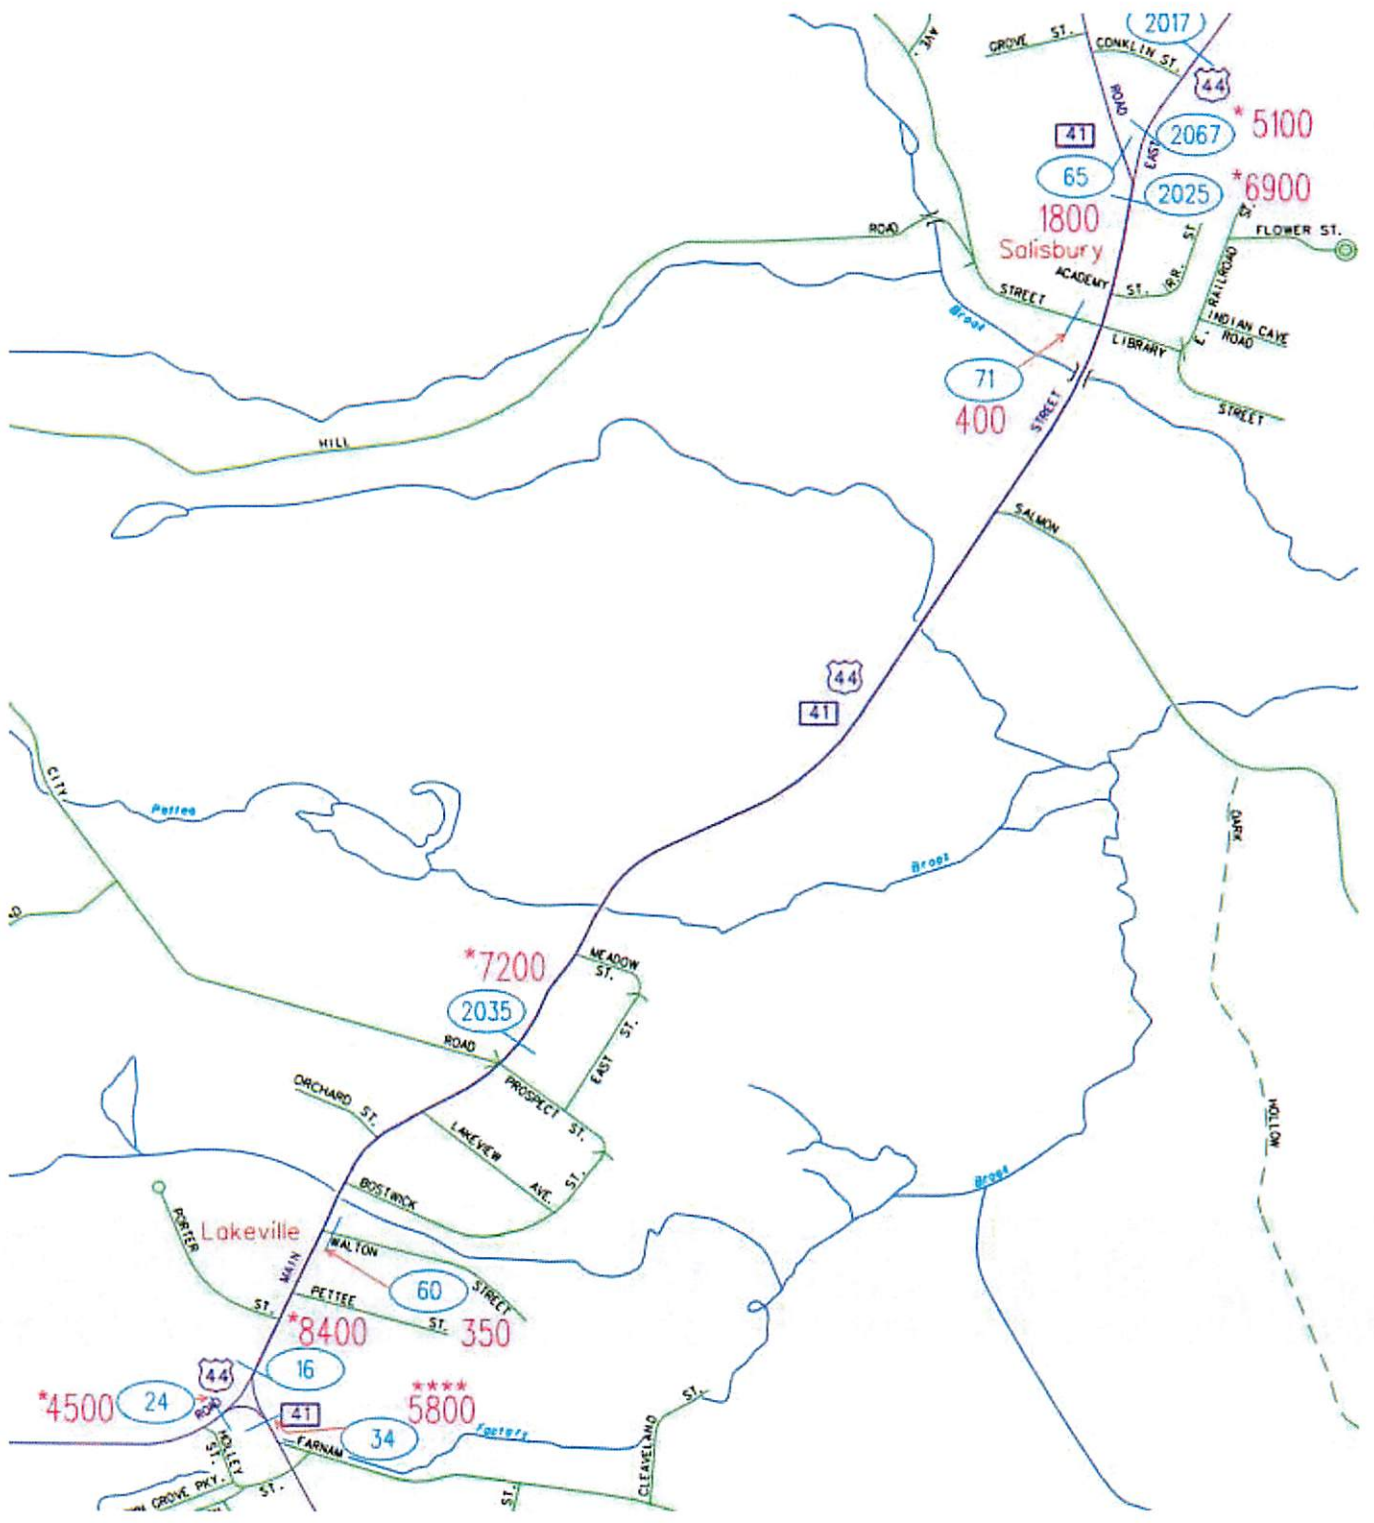 2017
AVE.
GROVE ST.
CONKLIN ST.
44
ROAD
*5100
41
2067
EAST
65
2025
*6900
1800
ST.
ST.
ROAD
FLOWER ST.
Salisbury
ACADEMY ST.
RR.
RAILROAD
STREET
Brook
INDIAN CAVE
ROAD
E.
LIBRARY
71
400
STREET
STREET
HILL
SALMON
44
41
CITY
Pettee
DARK
Brook
*7200
MEADOW
ST.
2035
ROAD
EAST ST.
ORCHARD ST.
PROSPECT ST.
LAKEVIEW AVE.
HOLLOW
ST.
Brook
BOSTWICK
PORTER ST.
Lakeville
MAIN
WALTON STREET
60
PETTEE ST.
*8400
350
44
16
*4500
24
ROAD
****
5800
41
34
Factory
ST.
HOLLEY
ST.
FARNAM
CLEAVELAND
GROVE PKY.
ST.
ST.